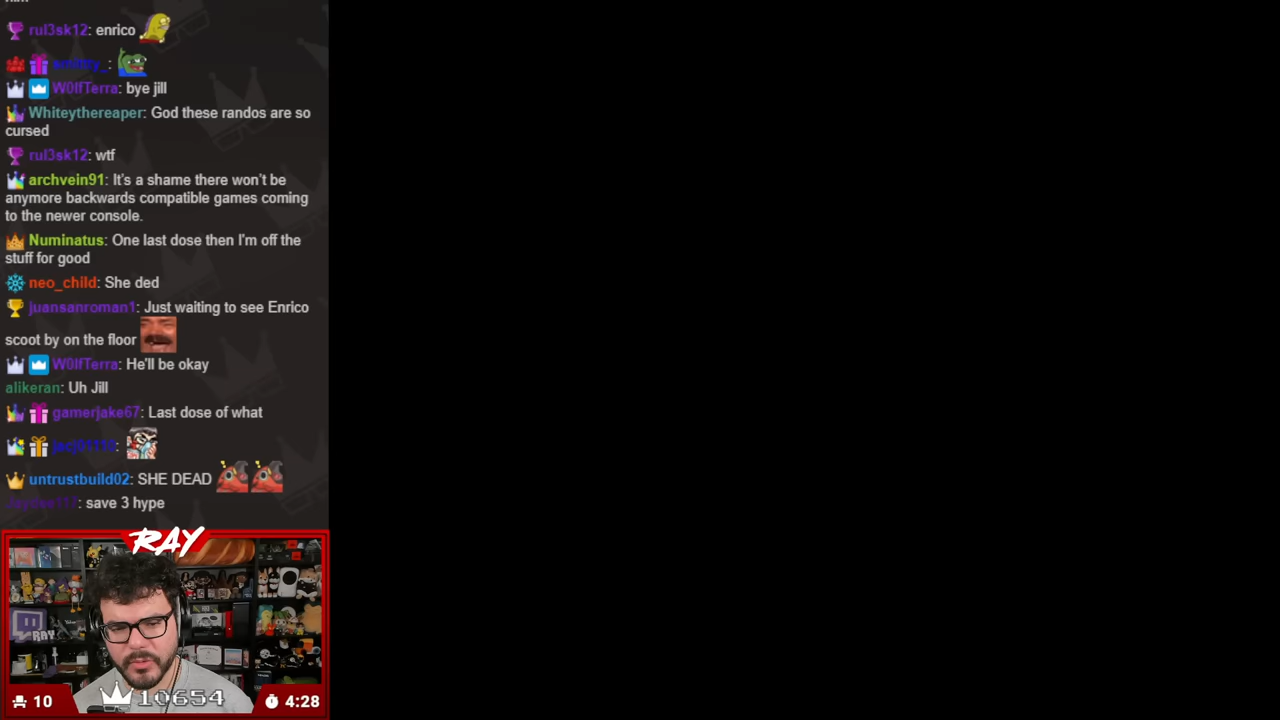 rul3sk12: enrico
smittty_:
W0lfTerra: bye jill
Whiteythereaper: God these randos are so
cursed
rul3sk12: wtf
archvein91: It's a shame there won't be
anymore backwards compatible games coming
to the newer console.
Numinatus: One last dose then I'm off the
stuff for good
neo_child: She ded
juansanroman1: Just waiting to see Enrico
scoot by on the floor
W0lfTerra: He'll be okay
alikeran: Uh Jill
gamerjake67: Last dose of what
untrustbuild02: SHE DEAD
: save 3 hype
RAY
RAY
10
10654
4:28